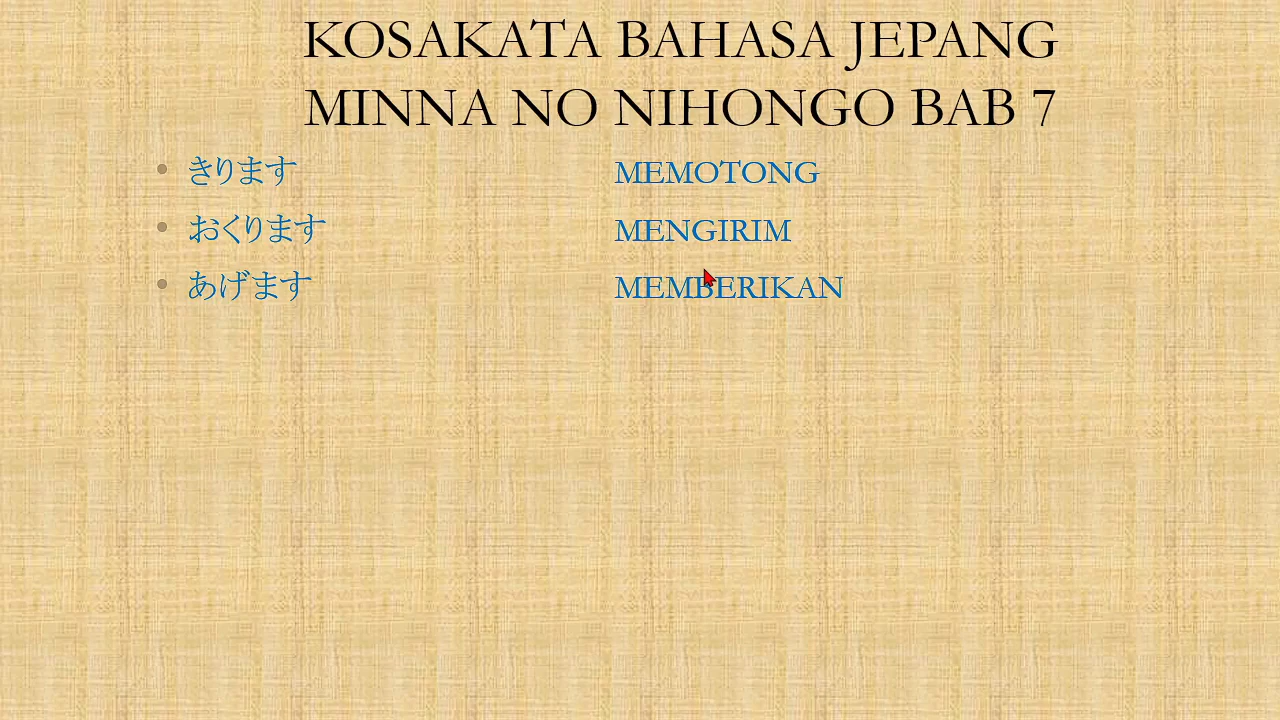 KOSAKATA BAHASA JEPANG
MINNA NO NIHONGO BAB 7
きります MEMOTONG
おくります MENGIRIM
あげます MEMBERIKAN